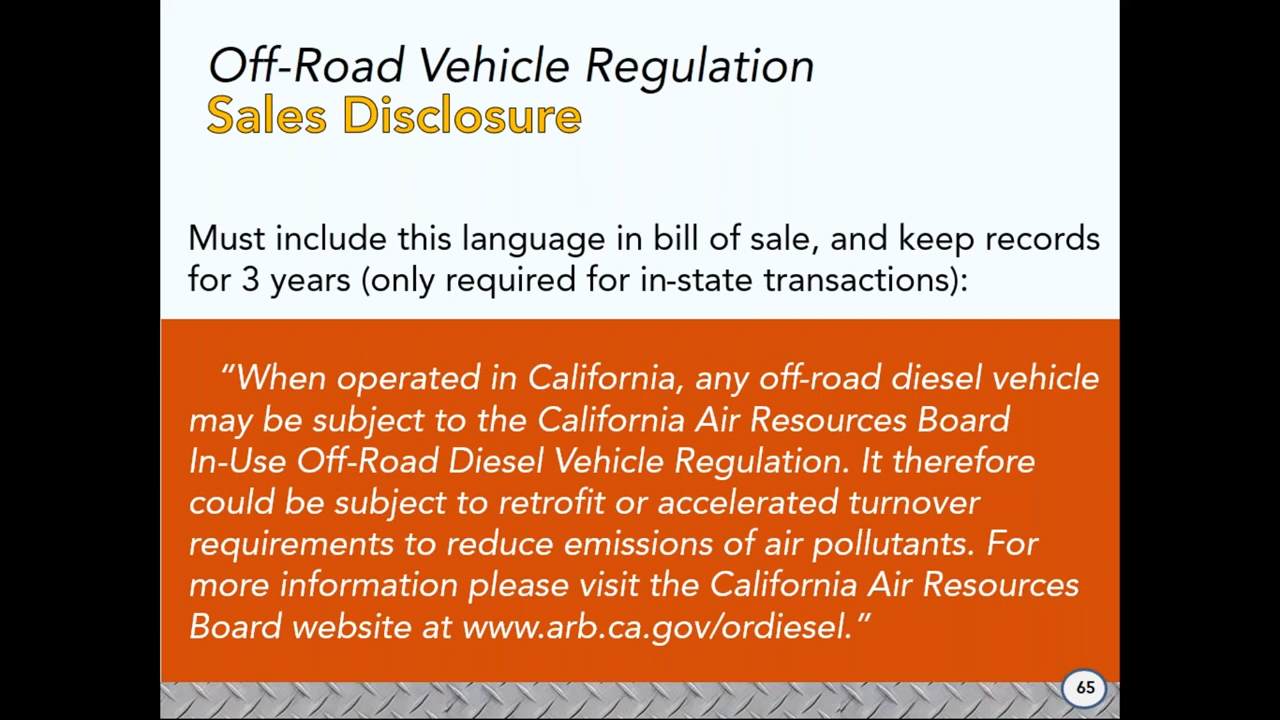 Off-Road Vehicle Regulation
Sales Disclosure
Must include this language in bill of sale, and keep records
for 3 years (only required for in-state transactions):
“When operated in California, any off-road diesel vehicle
may be subject to the California Air Resources Board
In-Use Off-Road Diesel Vehicle Regulation. It therefore
could be subject to retrofit or accelerated turnover
requirements to reduce emissions of air pollutants. For
more information please visit the California Air Resources
Board website at www.arb.ca.gov/ordiesel.”
65